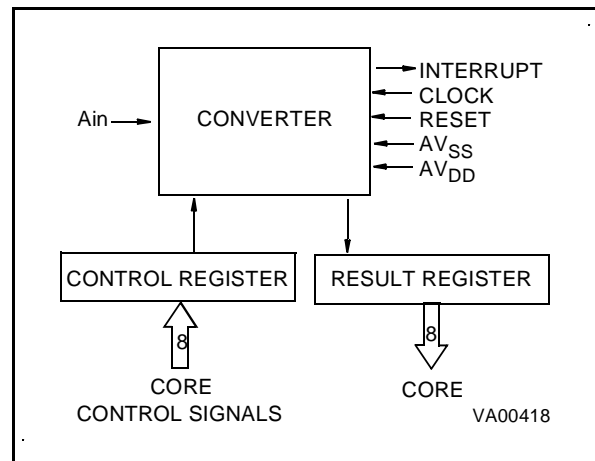 INTERRUPT
CLOCK
Ain
CONVERTER
RESET
AVSS
AVDD
CONTROL REGISTER
RESULT REGISTER
8
8
CORE
CONTROL SIGNALS
CORE
VA00418